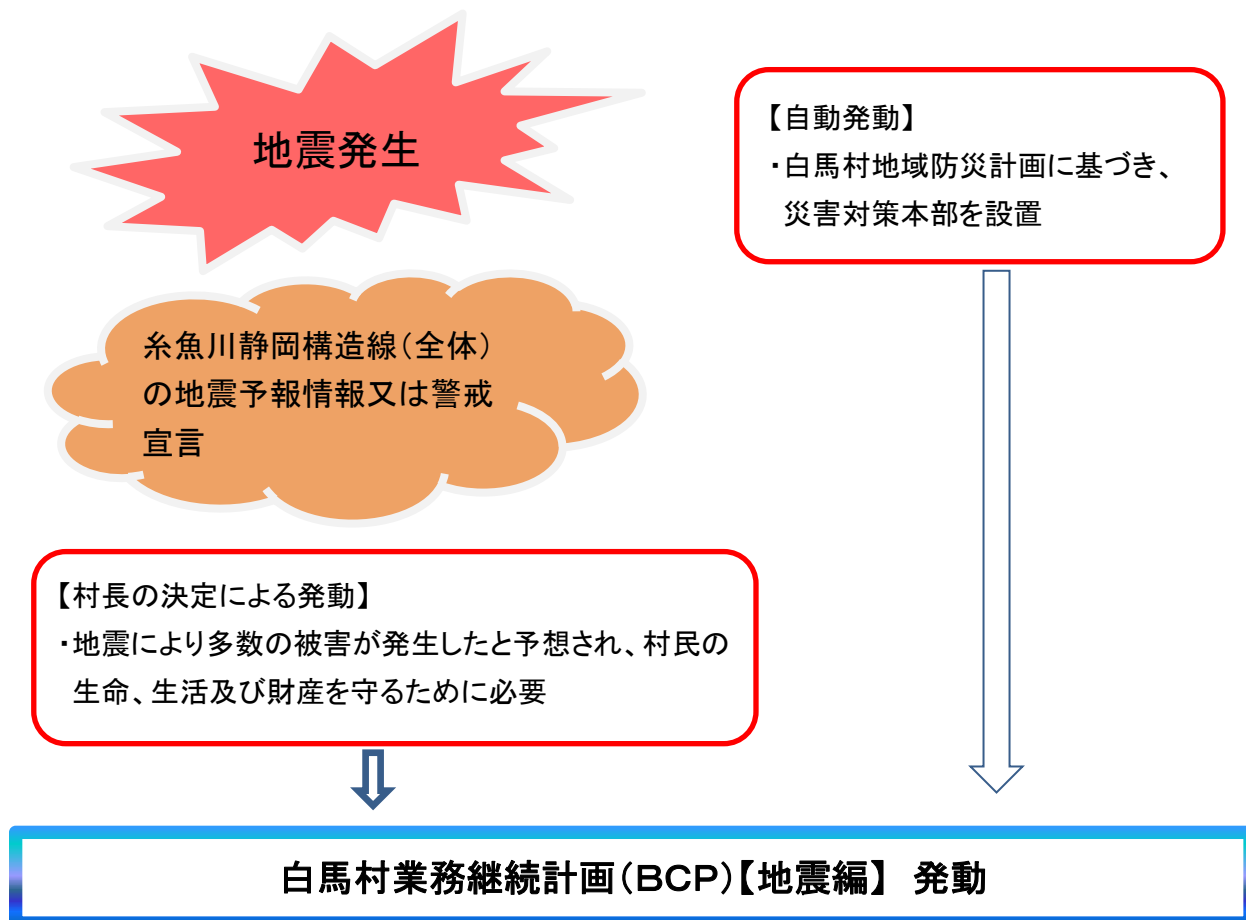 地震発生
【自動発動】
・白馬村地域防災計画に基づき、
災害対策本部を設置
糸魚川静岡構造線（全体）
の地震予報情報又は警戒
宣言
【村長の決定による発動】
・地震により多数の被害が発生したと予想され、村民の
生命、生活及び財産を守るために必要
白馬村業務継続計画（ＢＣＰ）【地震編】 発動